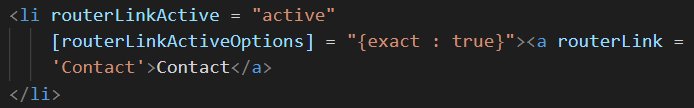 <li routerLinkActive = "active"
[routerLinkActiveOptions] = "{exact : true}"><a routerLink =
'Contact'>Contact</a>
</li>